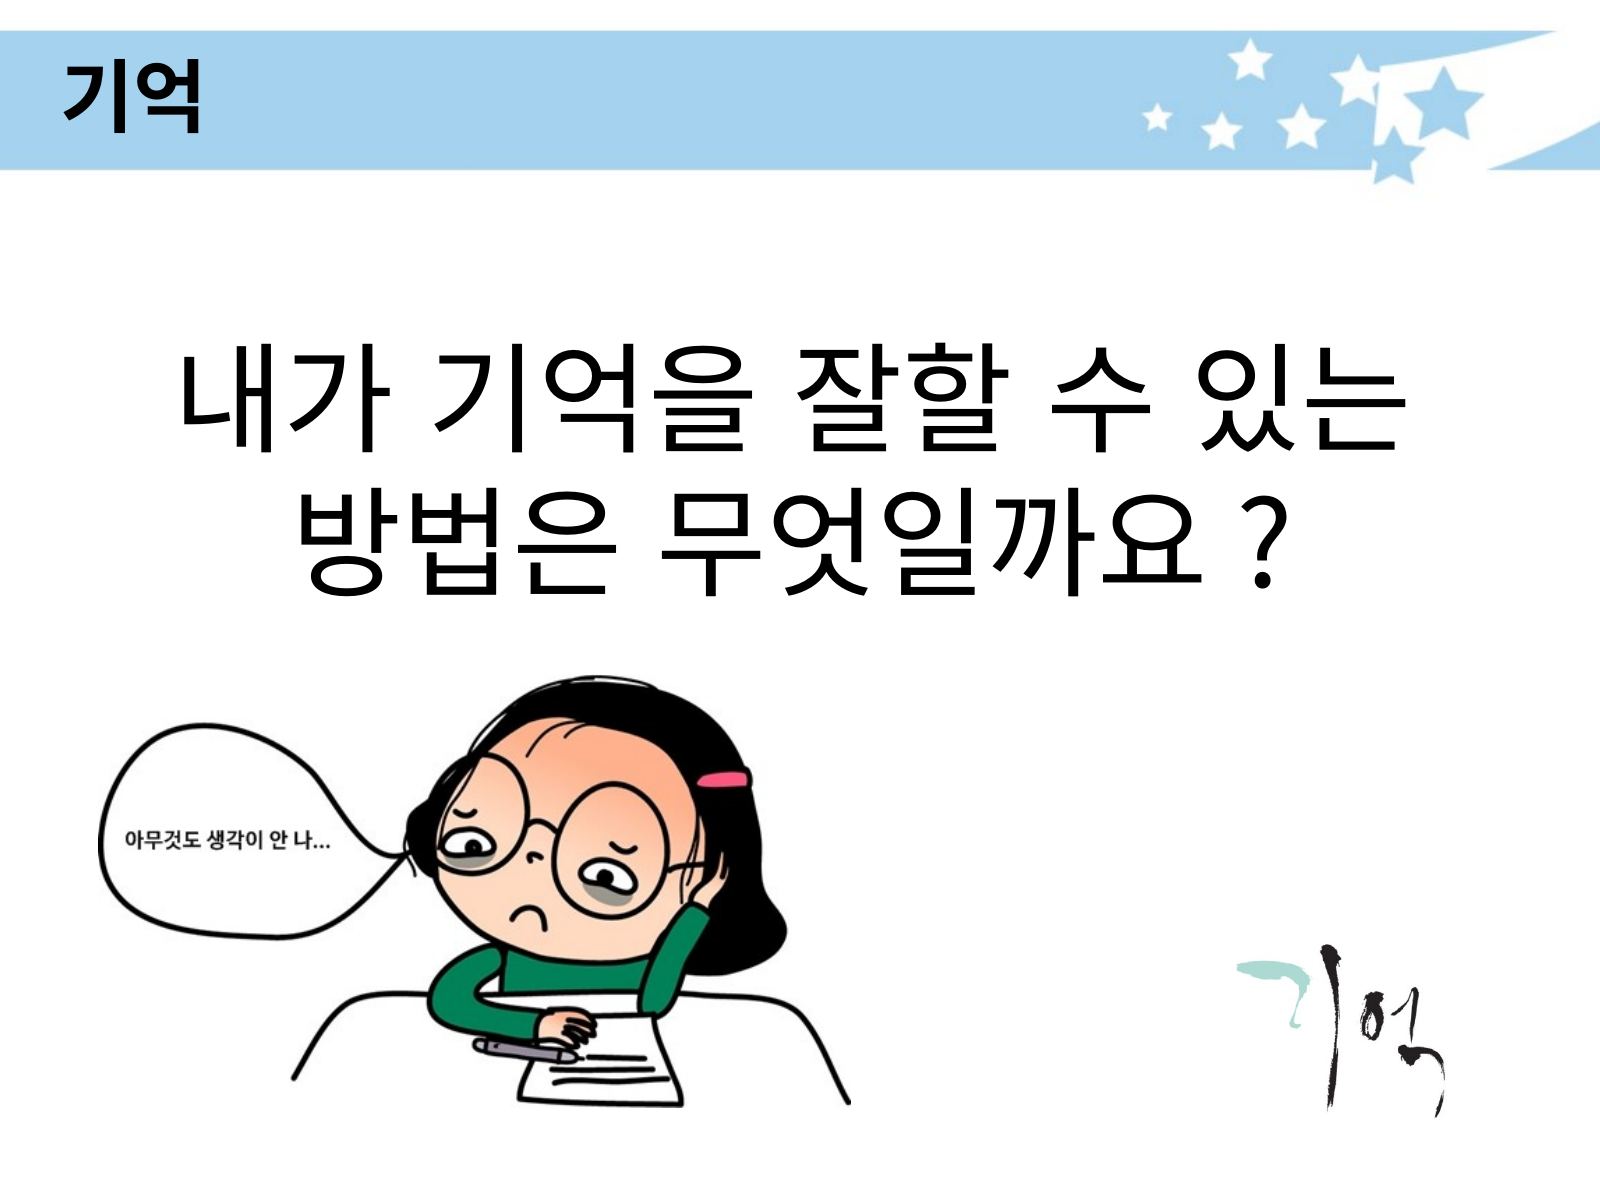 기억
내가 기억을 잘할 수 있는
방법은 무엇일까요 ?
아무것도 생각이 안 나...
기억